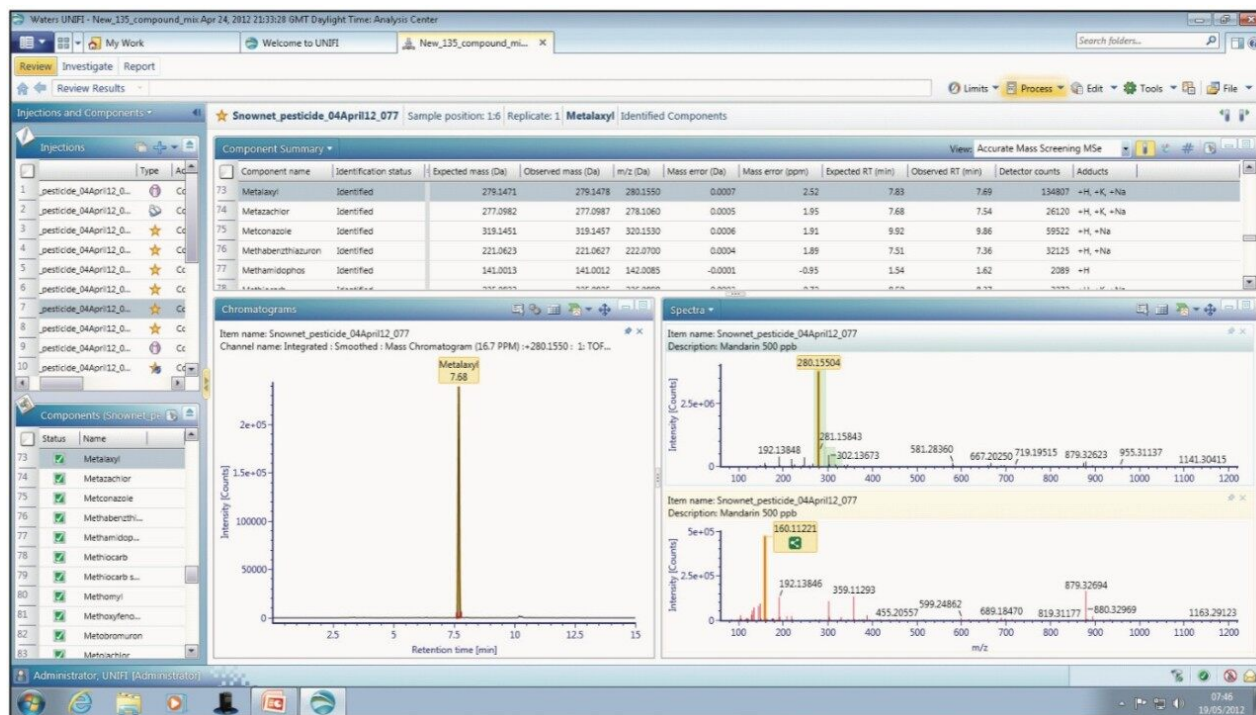 Waters UNIFI - New_135_compound_mix Apr 24, 2012 21:33:28 GMT Daylight Time: Analysis Center
My Work Welcome to UNIFI New_135_compound_mi... Search folders...
Review Investigate Report
Review Results Limits Process Edit Tools File
Injections and Components Snownet_pesticide_04April12_077 Sample position: 1:6 Replicate: 1 Metalaxyl Identified Components
Injections
Type
1 _pesticide_04April12_0... Cc
2 _pesticide_04April12_0... Cc
3 _pesticide_04April12_0... Cc
4 _pesticide_04April12_0... Cc
5 _pesticide_04April12_0... Cc
6 _pesticide_04April12_0... Cc
7 _pesticide_04April12_0... Cc
8 _pesticide_04April12_0... Cc
9 _pesticide_04April12_0... Cc
10 _pesticide_04April12_0...
Component Summary View: Accurate Mass Screening MSe
Component name Identification status Expected mass (Da) Observed mass (Da) m/z (Da) Mass error (Da) Mass error (ppm) Expected RT (min) Observed RT (min) Detector counts Adducts
73 Metalaxyl Identified 279.1471 279.1478 280.1550 0.0007 2.52 7.83 7.69 134807 +H, +K, +Na
74 Metazachlor Identified 277.0982 277.0987 278.1060 0.0005 1.95 7.68 7.54 26120 +H, +K, +Na
75 Metconazole Identified 319.1451 319.1457 320.1530 0.0006 1.91 9.92 9.86 59522 +H, +Na
76 Methabenzthiazuron Identified 221.0623 221.0627 222.0700 0.0004 1.89 7.51 7.36 32125 +H, +Na
77 Methamidophos Identified 141.0013 141.0012 142.0085 -0.0001 -0.95 1.54 1.62 2089 +H
Components (Snownet_pe
Status Name
73 Metalaxyl
74 Metazachlor
75 Metconazole
76 Methabenzthi...
77 Methamidop...
78 Methiocarb
79 Methiocarb s...
80 Methomyl
81 Methoxyfeno...
82 Metobromuron
83 Metolachlor
Chromatograms
Item name: Snownet_pesticide_04April12_077
Channel name: Integrated : Smoothed : Mass Chromatogram (16.7 PPM) :+280.1550 : 1: TOF...
Metalaxyl
7.68
Intensity [Counts]
2e+05
1.5e+05
100000
50000
0
2.5 5 7.5 10 12.5 15
Retention time [min]
Spectra
Item name: Snownet_pesticide_04April12_077
Description: Mandarin 500 ppb
280.15504
Intensity [Counts]
2.5e+06
0
192.13848 281.15843 302.13673 581.28360 667.20250 719.19515 879.32623 955.31137 1141.30415
100 200 300 400 500 600 700 800 900 1000 1100 1200
Item name: Snownet_pesticide_04April12_077
Description: Mandarin 500 ppb
160.11221
Intensity [Counts]
5e+05
2.5e+05
0
192.13846 359.11293 455.20557 599.24862 689.18470 819.31177 879.32694 880.32969 1163.29123
100 200 300 400 500 600 700 800 900 1000 1100 1200
m/z
Administrator, UNIFI [Administrator]
07:46
19/05/2012